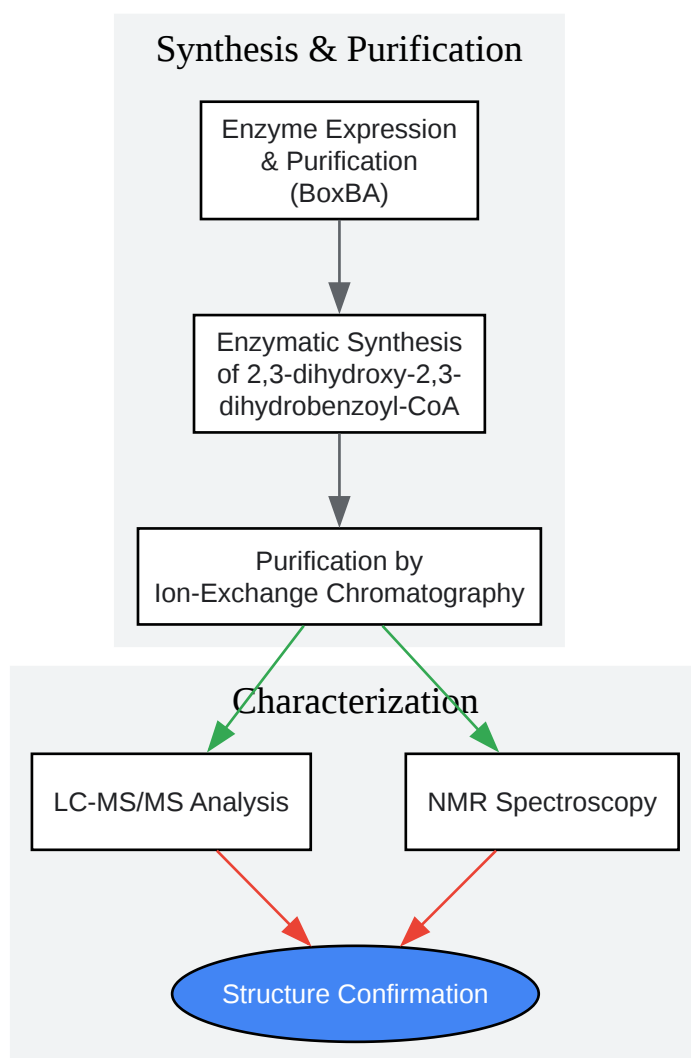 Synthesis & Purification
Enzyme Expression
& Purification
(BoxBA)
Enzymatic Synthesis
of 2,3-dihydroxy-2,3-
dihydrobenzoyl-CoA
Purification by
Ion-Exchange Chromatography
Characterization
LC-MS/MS Analysis
NMR Spectroscopy
Structure Confirmation